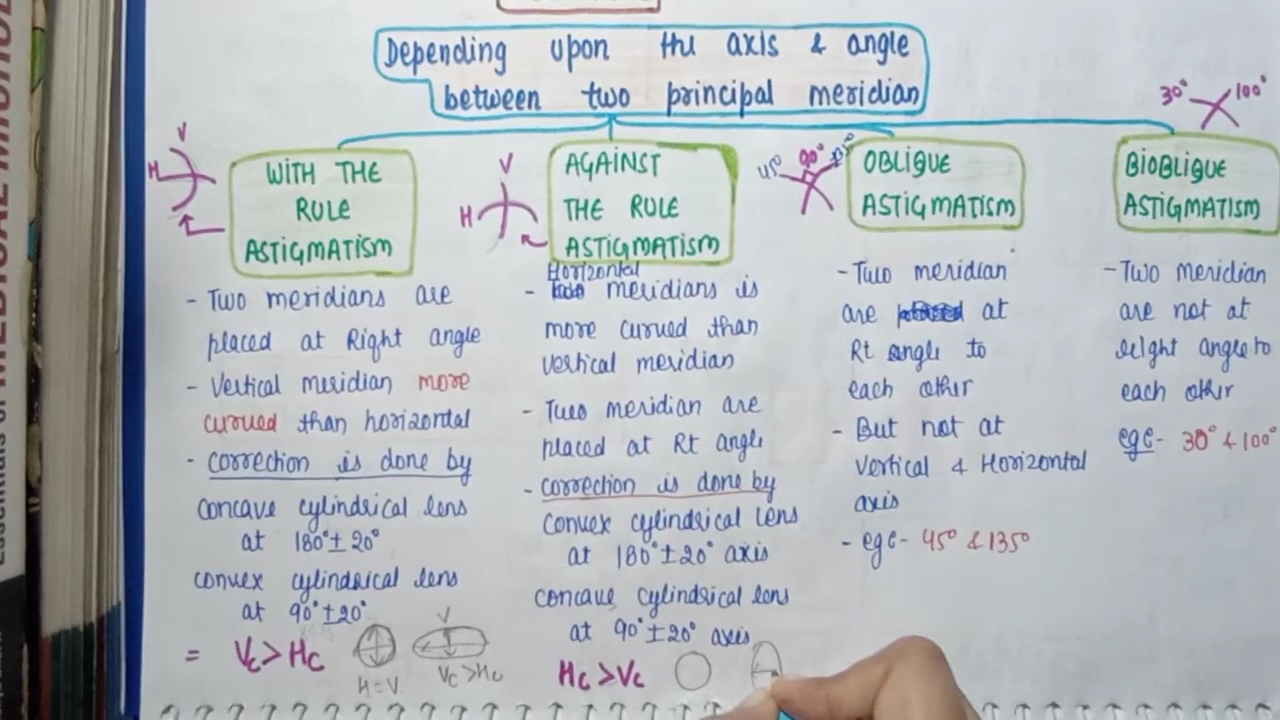 Depending upon the axis & angle
between two principal meridian
30° 100°
V
H
WITH THE
RULE
ASTIGMATISM
- Two meridians are
placed at Right angle
- Vertical meridian more
curved than horizontal
- correction is done by
concave cylindrical lens
at 180°±20°
convex cylindrical lens
at 90°±20°
= Vc>Hc
H=V
V
Vc>Hc
V
H
AGAINST
THE RULE
ASTIGMATISM
Horizontal
- meridians is
more curved than
vertical meridian
- Two meridian are
placed at Rt angle
- correction is done by
convex cylindrical lens
at 180°±20° axis
concave cylindrical lens
at 90°±20° axis
Hc>Vc
45° 90°
OBLIQUE
ASTIGMATISM
- Two meridian
are at
Rt angle to
each other
- But not at
vertical & Horizontal
axis
- eg:- 45° & 135°
BIOBLIQUE
ASTIGMATISM
- Two meridian
are not at
right angle to
each other
eg:- 30° & 100°